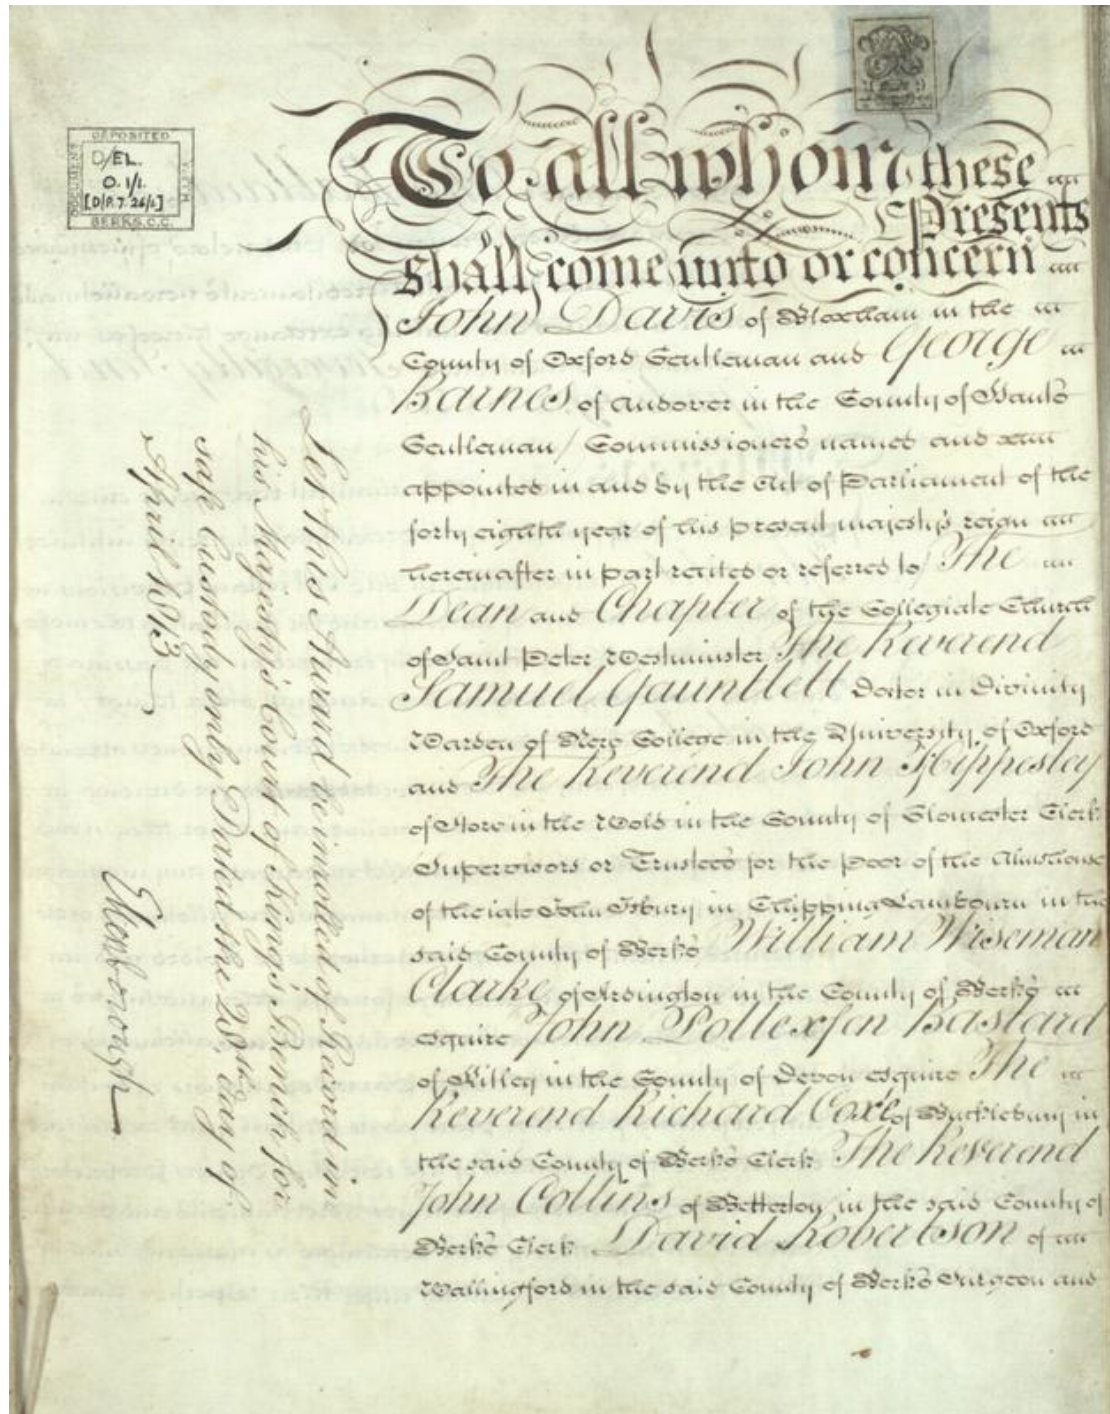 DEPOSITED
DOCUMENT
D/EL.
O. 1/1.
[D/P.7.26/1]
BERKS.C.C.
To all whom these
Presents
shall come unto or concern
John Davis of Bloxham in the
County of Oxford Gentleman and George
Barnes of Andover in the County of Hants
Gentleman / Commissioners named and
appointed in and by the Act of Parliament of the
forty eighth year of his present majesty's reign
hereinafter in part recited or referred to / The
Dean and Chapter of the Collegiate Church
of Saint Peter Westminster The Reverend
Samuel Gauntlett Doctor in Divinity
Warden of New College in the University of Oxford
and The Reverend John Hippesley
of Stow in the Wold in the County of Gloucester Clerk
Supervisors or Trustees for the Poor of the Almshouse
of the late John Isbury in Chipping Lambourn in the
said County of Berks William Wiseman
Clarke of Ardington in the County of Berks
esquire John Pollexfen Bastard
of Kitley in the County of Devon esquire The
Reverend Richard Coxe of Bucklebury in
the said County of Berks Clerk The Reverend
John Collins of Betterton in the said County of
Berks Clerk David Robertson of
Wallingford in the said County of Berks Surgeon and
Let this Award be inrolled of Record in
his Majesty's Court of King's Bench for
safe Custody only Dated the 28th day of
April 1813
Ellenborough